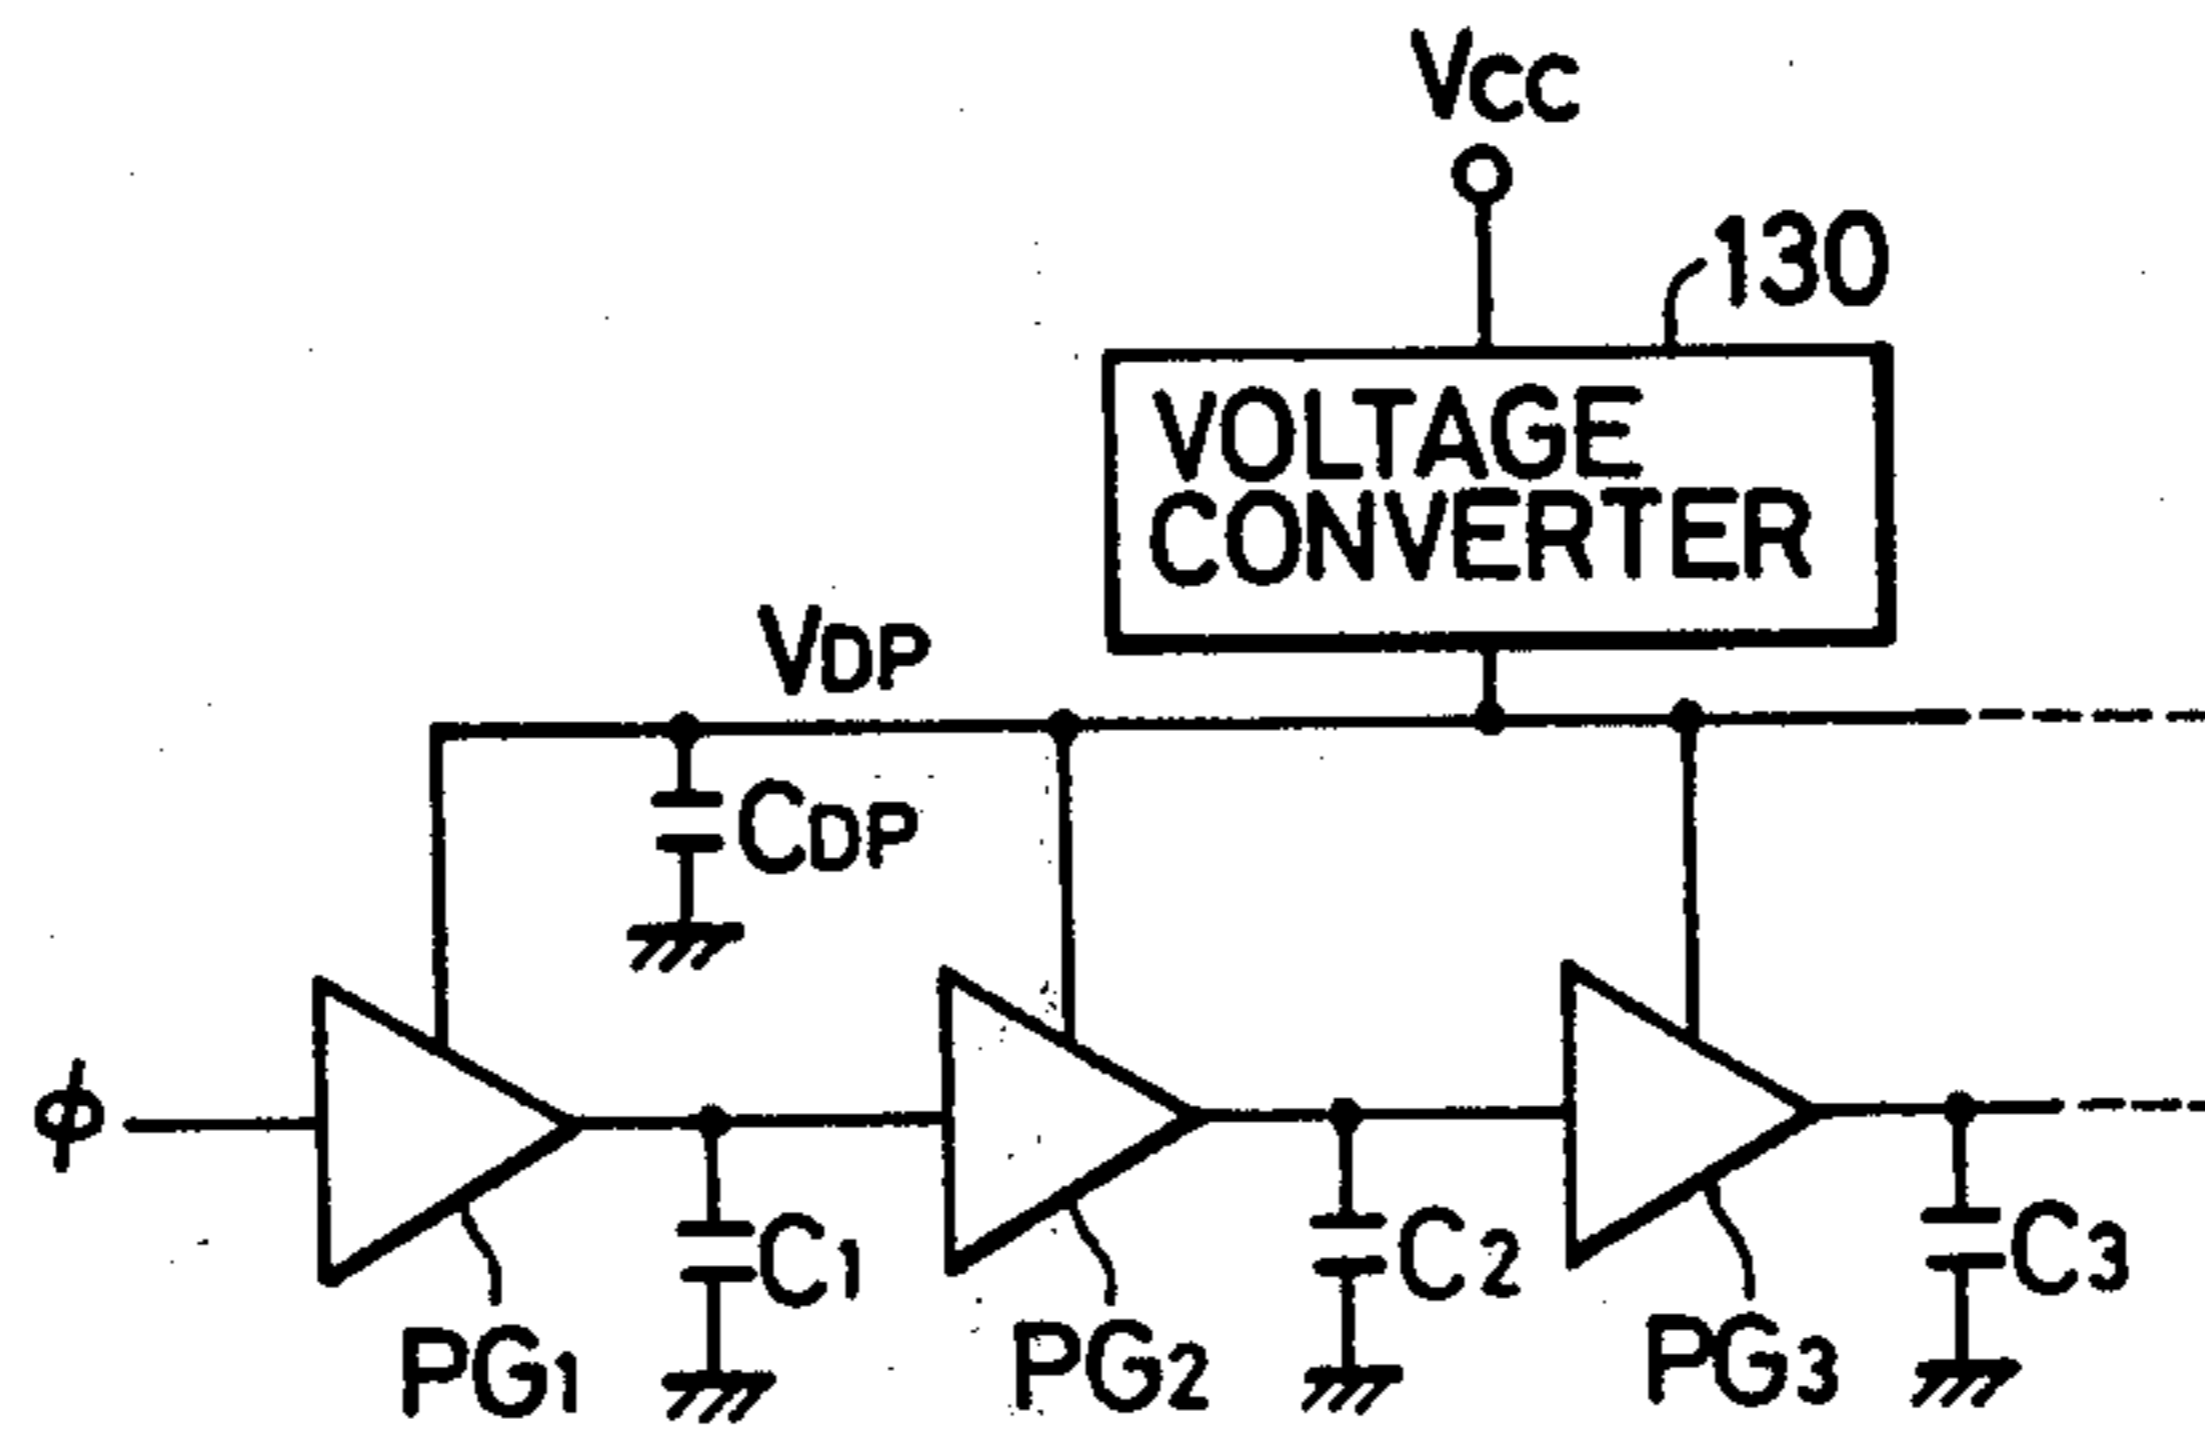 VCC
130
VOLTAGE
CONVERTER
VDP
CDP
ϕ
C1
C2
C3
PG1
PG2
PG3